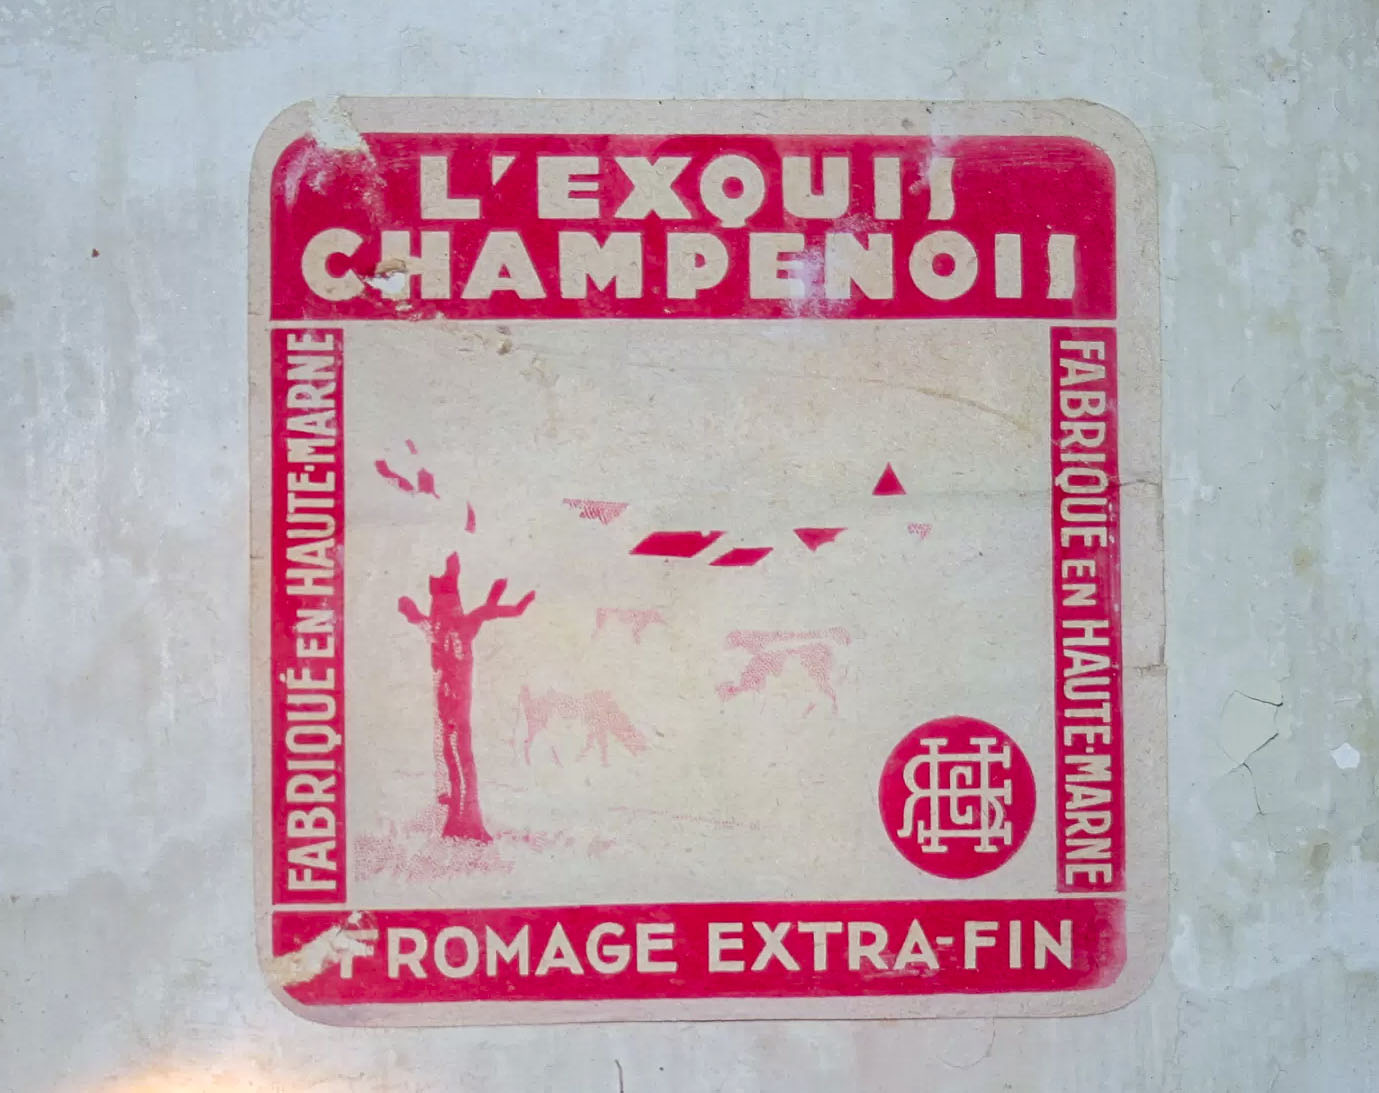 L'EXQUIS
CHAMPENOIS
FABRIQUÉ EN HAUTE-MARNE
FABRIQUÉ EN HAUTE-MARNE
FROMAGE EXTRA-FIN